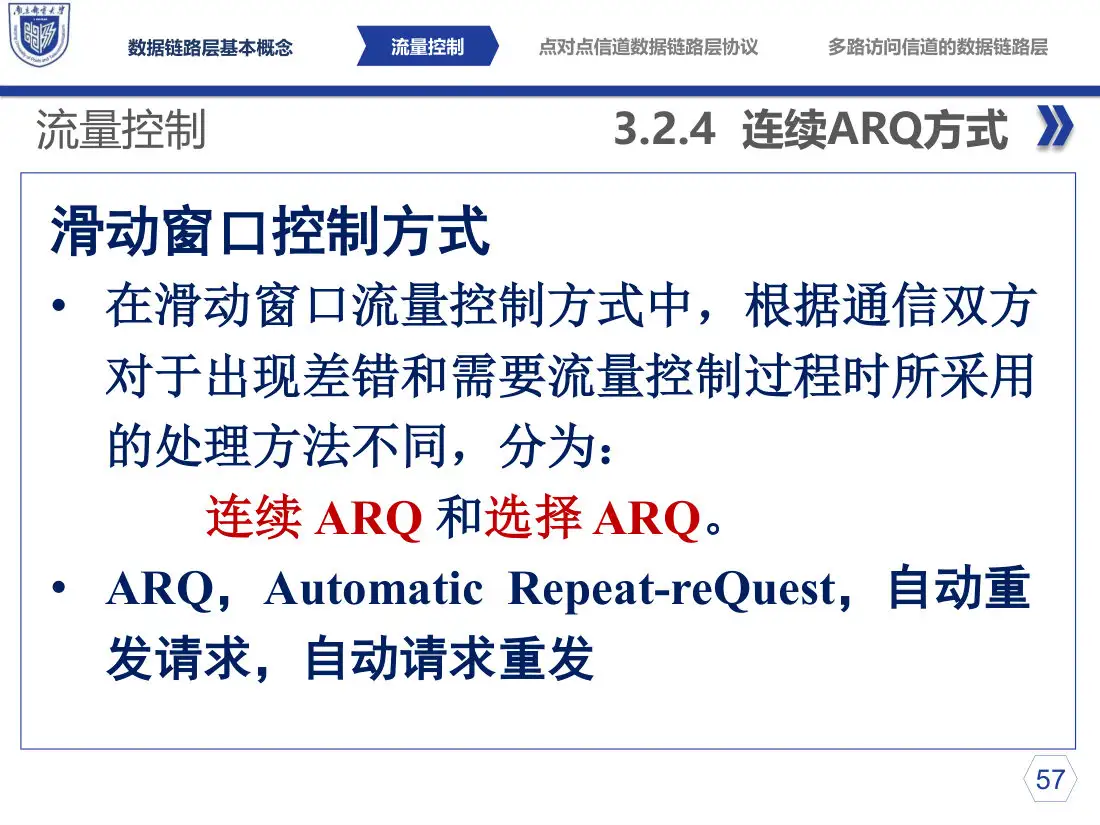 南京邮电大学
数据链路层基本概念
流量控制
点对点信道数据链路层协议
多路访问信道的数据链路层
流量控制
3.2.4 连续ARQ方式
滑动窗口控制方式
• 在滑动窗口流量控制方式中，根据通信双方
对于出现差错和需要流量控制过程时所采用
的处理方法不同，分为：
连续 ARQ 和选择 ARQ。
• ARQ，Automatic Repeat-reQuest，自动重
发请求，自动请求重发
57